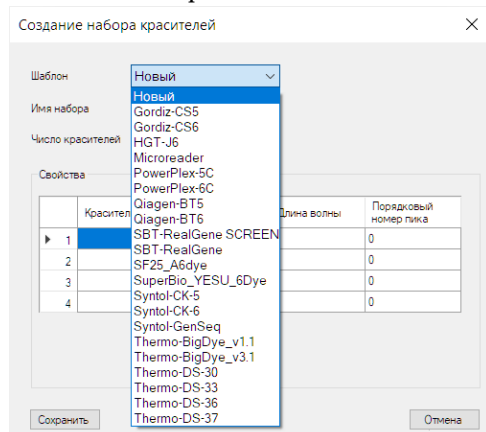 Создание набора красителей
Шаблон
Новый
Имя набора
Число красителей
Новый
Gordiz-CS5
Gordiz-CS6
HGT-J6
Microreader
PowerPlex-5C
PowerPlex-6C
Qiagen-BT5
Qiagen-BT6
SBT-RealGene SCREEN
SBT-RealGene
SF25_A6dye
SuperBio_YESU_6Dye
Syntol-CK-5
Syntol-CK-6
Syntol-GenSeq
Thermo-BigDye_v1.1
Thermo-BigDye_v3.1
Thermo-DS-30
Thermo-DS-33
Thermo-DS-36
Thermo-DS-37
Свойства
Красител
Длина волны
Порядковый
номер пика
1 0
2 0
3 0
4 0
Сохранить
Отмена